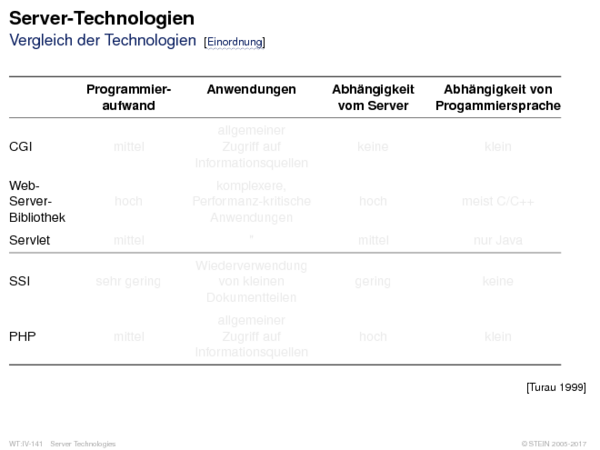 Server-Technologien
Vergleich der Technologien [Einordnung]
Programmier-
aufwand
Anwendungen
Abhängigkeit
vom Server
Abhängigkeit von
Progammiersprache
CGI
mittel
allgemeiner
Zugriff auf
Informationsquellen
keine
klein
Web-
Server-
Bibliothek
hoch
komplexere,
Performanz-kritische
Anwendungen
hoch
meist C/C++
Servlet
mittel
"
mittel
nur Java
SSI
sehr gering
Wiederverwendung
von kleinen
Dokumentteilen
gering
keine
PHP
mittel
allgemeiner
Zugriff auf
Informationsquellen
hoch
klein
[Turau 1999]
WT:IV-141 Server Technologies
© STEIN 2005-2017